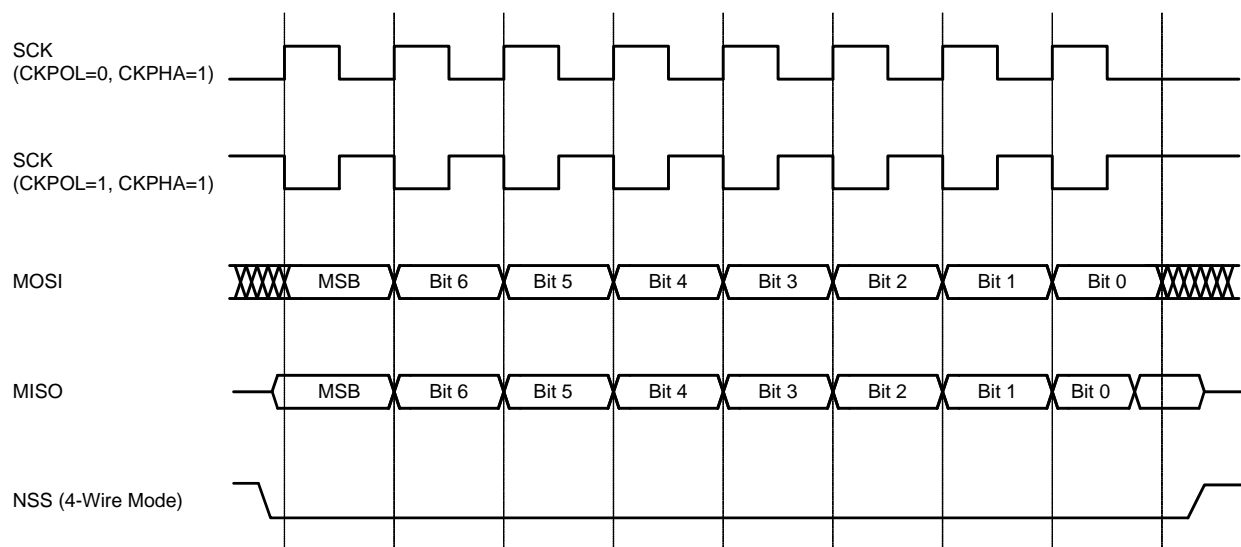 SCK
(CKPOL=0, CKPHA=1)
SCK
(CKPOL=1, CKPHA=1)
MOSI
MSB Bit 6 Bit 5 Bit 4 Bit 3 Bit 2 Bit 1 Bit 0
MISO
MSB Bit 6 Bit 5 Bit 4 Bit 3 Bit 2 Bit 1 Bit 0
NSS (4-Wire Mode)